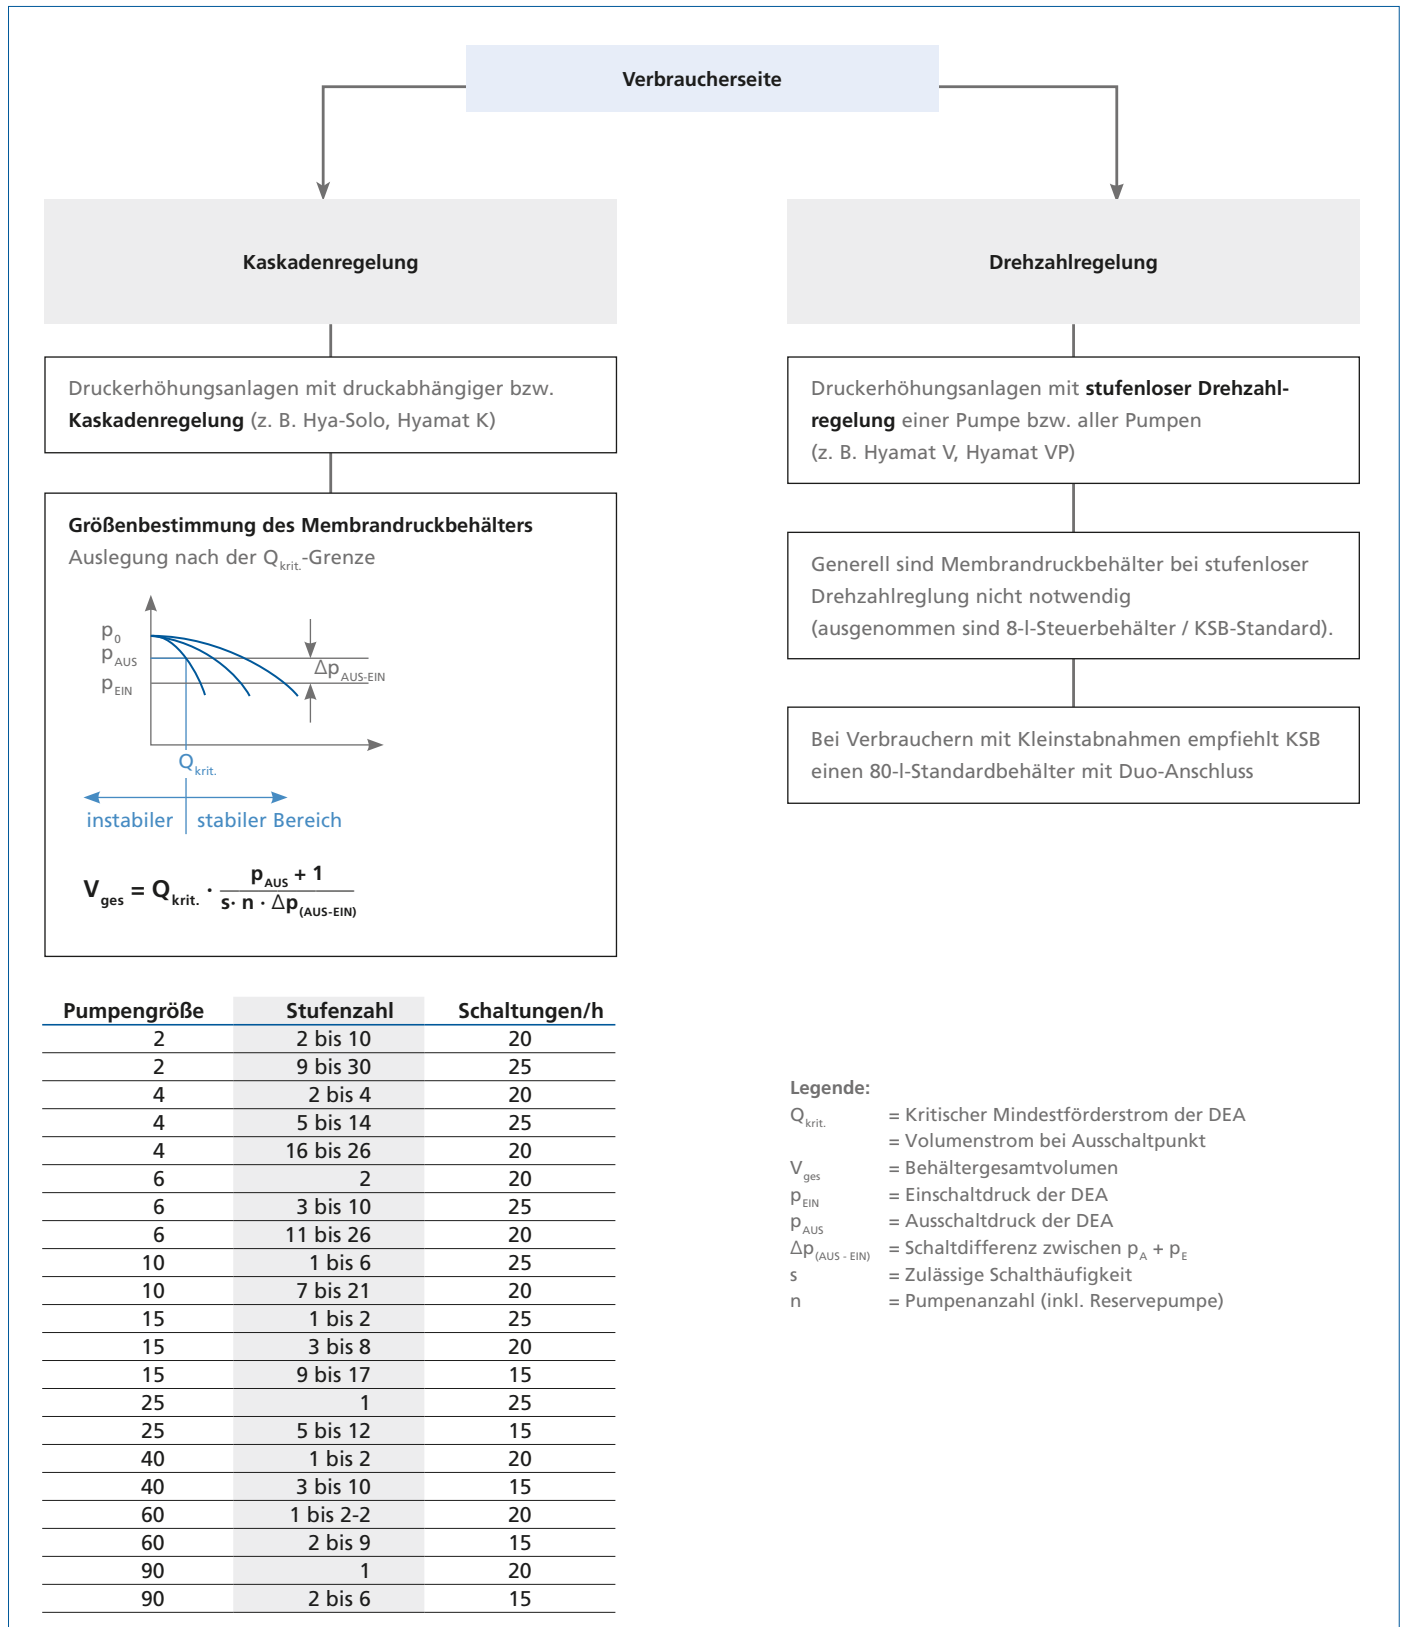 Verbraucherseite
Kaskadenregelung
Druckerhöhungsanlagen mit druckabhängiger bzw.
Kaskadenregelung (z. B. Hya-Solo, Hyamat K)
Größenbestimmung des Membrandruckbehälters
Auslegung nach der Qkrit.-Grenze
p0
pAUS
pEIN
ΔpAUS-EIN
Qkrit.
instabiler stabiler Bereich
Vges = Qkrit. · (pAUS + 1) / (s· n · Δp(AUS-EIN))
Drehzahlregelung
Druckerhöhungsanlagen mit stufenloser Drehzahl-
regelung einer Pumpe bzw. aller Pumpen
(z. B. Hyamat V, Hyamat VP)
Generell sind Membrandruckbehälter bei stufenloser
Drehzahlreglung nicht notwendig
(ausgenommen sind 8-l-Steuerbehälter / KSB-Standard).
Bei Verbrauchern mit Kleinstabnahmen empfiehlt KSB
einen 80-l-Standardbehälter mit Duo-Anschluss
Pumpengröße Stufenzahl Schaltungen/h
2 2 bis 10 20
2 9 bis 30 25
4 2 bis 4 20
4 5 bis 14 25
4 16 bis 26 20
6 2 20
6 3 bis 10 25
6 11 bis 26 20
10 1 bis 6 25
10 7 bis 21 20
15 1 bis 2 25
15 3 bis 8 20
15 9 bis 17 15
25 1 25
25 5 bis 12 15
40 1 bis 2 20
40 3 bis 10 15
60 1 bis 2-2 20
60 2 bis 9 15
90 1 20
90 2 bis 6 15
Legende:
Qkrit. = Kritischer Mindestförderstrom der DEA
= Volumenstrom bei Ausschaltpunkt
Vges = Behältergesamtvolumen
pEIN = Einschaltdruck der DEA
pAUS = Ausschaltdruck der DEA
Δp(AUS - EIN) = Schaltdifferenz zwischen pA + pE
s = Zulässige Schalthäufigkeit
n = Pumpenanzahl (inkl. Reservepumpe)